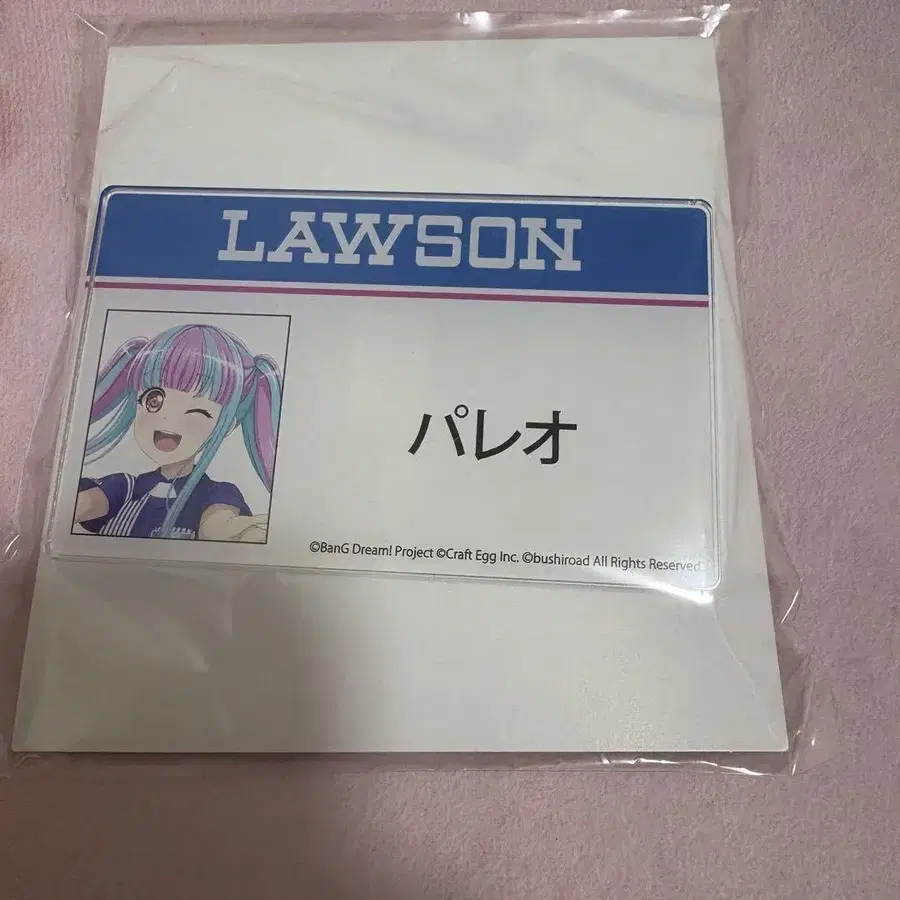 LAWSON
パレオ
©BanG Dream! Project ©Craft Egg Inc. ©bushiroad All Rights Reserved.